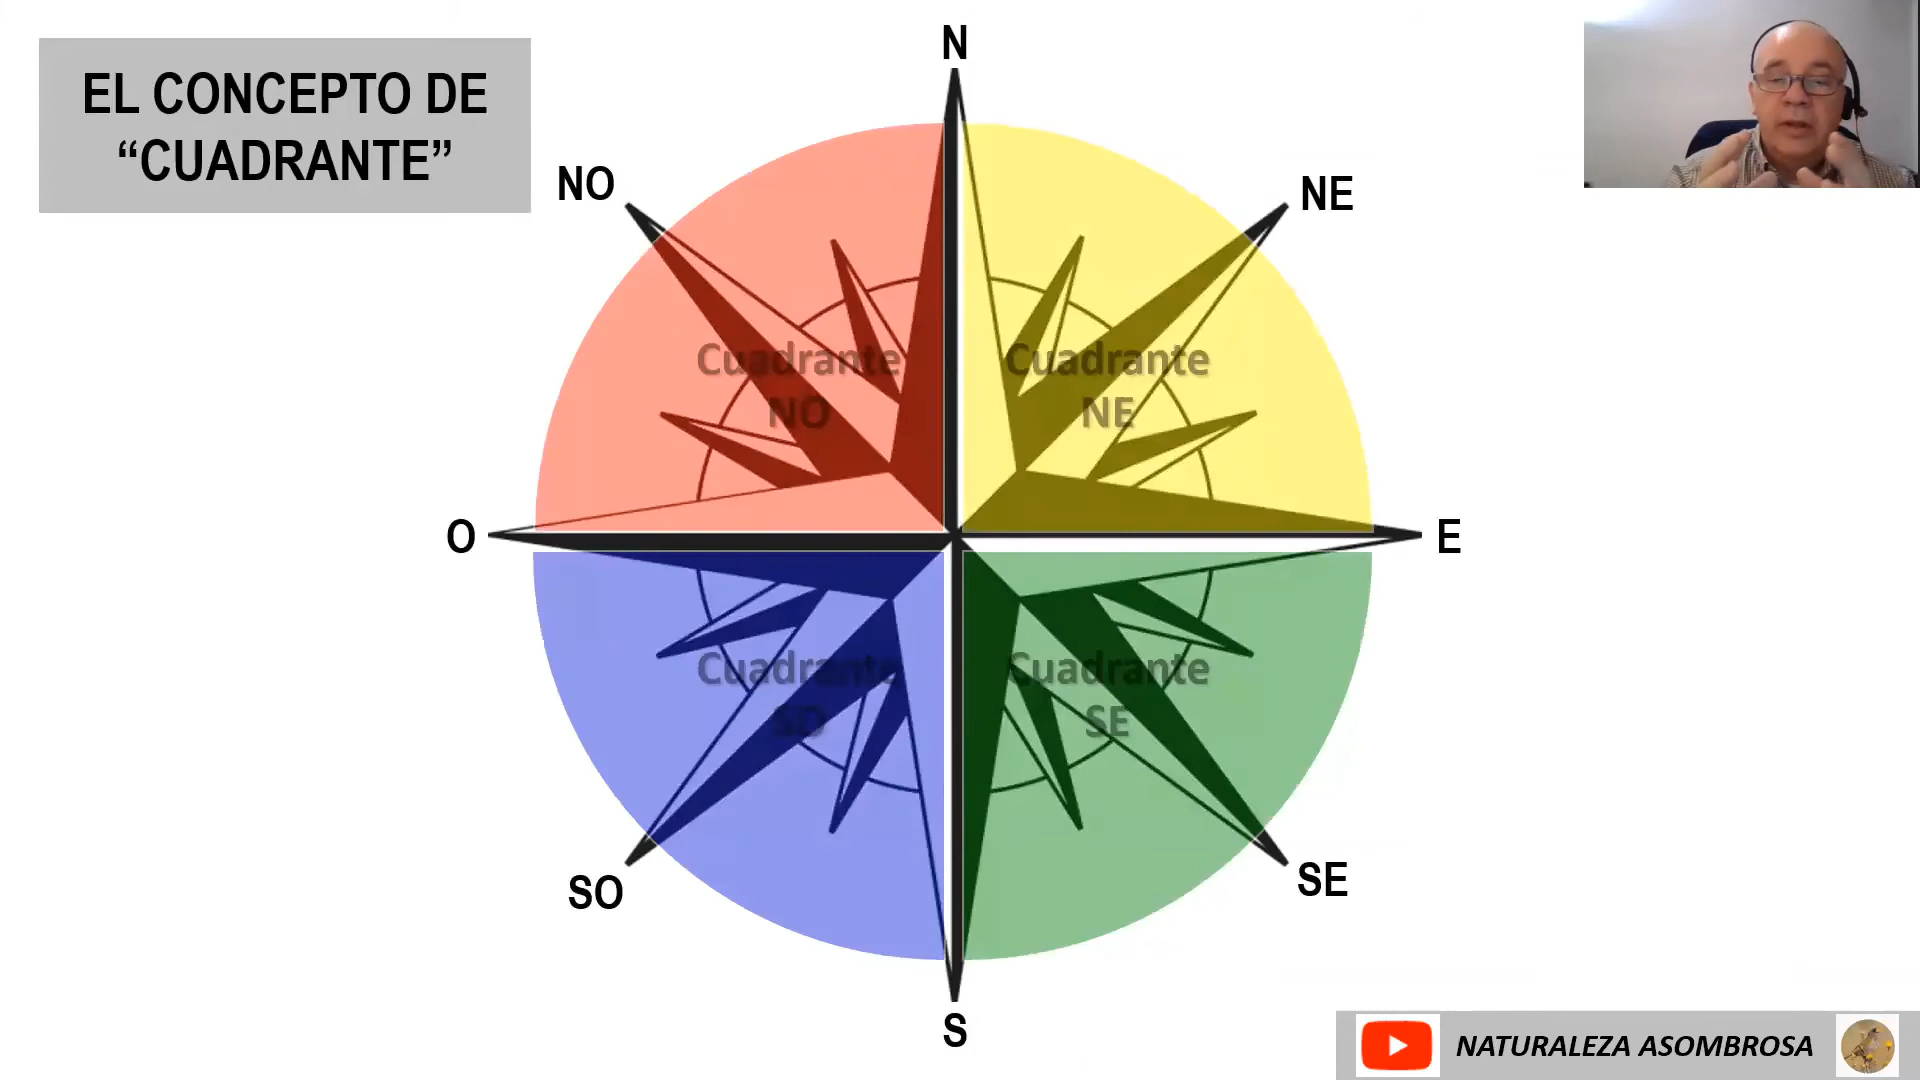 EL CONCEPTO DE
“CUADRANTE”
N
NO
NE
Cuadrante
NO
Cuadrante
NE
O
E
Cuadrante
SO
Cuadrante
SE
SO
SE
S
NATURALEZA ASOMBROSA